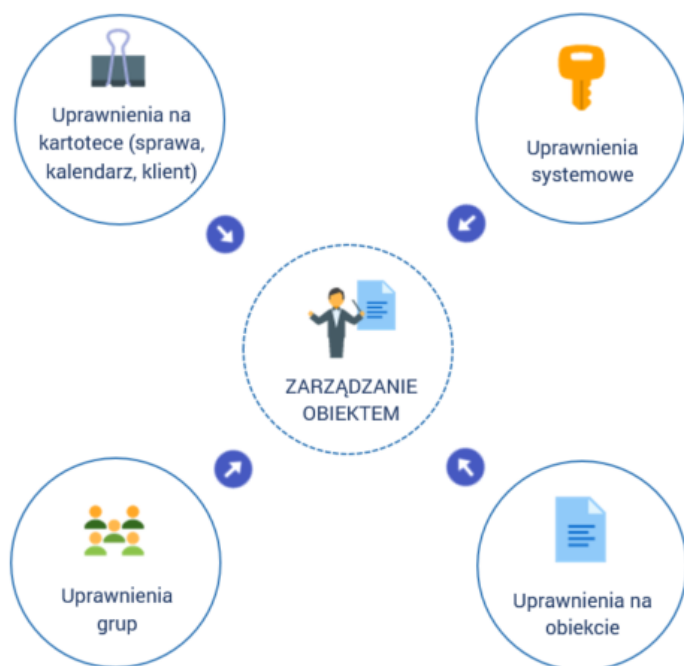 Uprawnienia na
kartotece (sprawa,
kalendarz, klient)
Uprawnienia
systemowe
ZARZĄDZANIE
OBIEKTEM
Uprawnienia
grup
Uprawnienia na
obiekcie